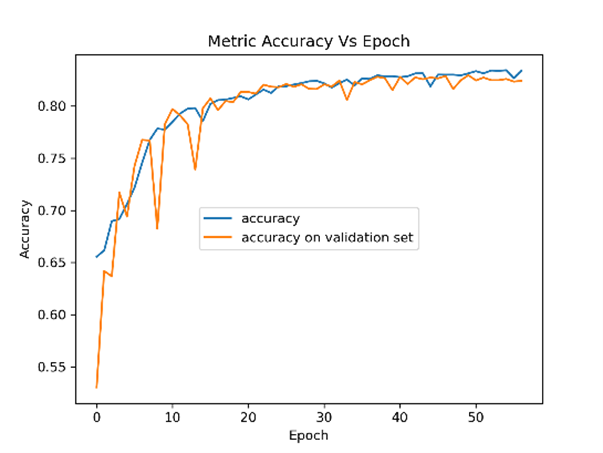 Metric Accuracy Vs Epoch
Accuracy
0.80
0.75
0.70
0.65
0.60
0.55
accuracy
accuracy on validation set
0 10 20 30 40 50
Epoch